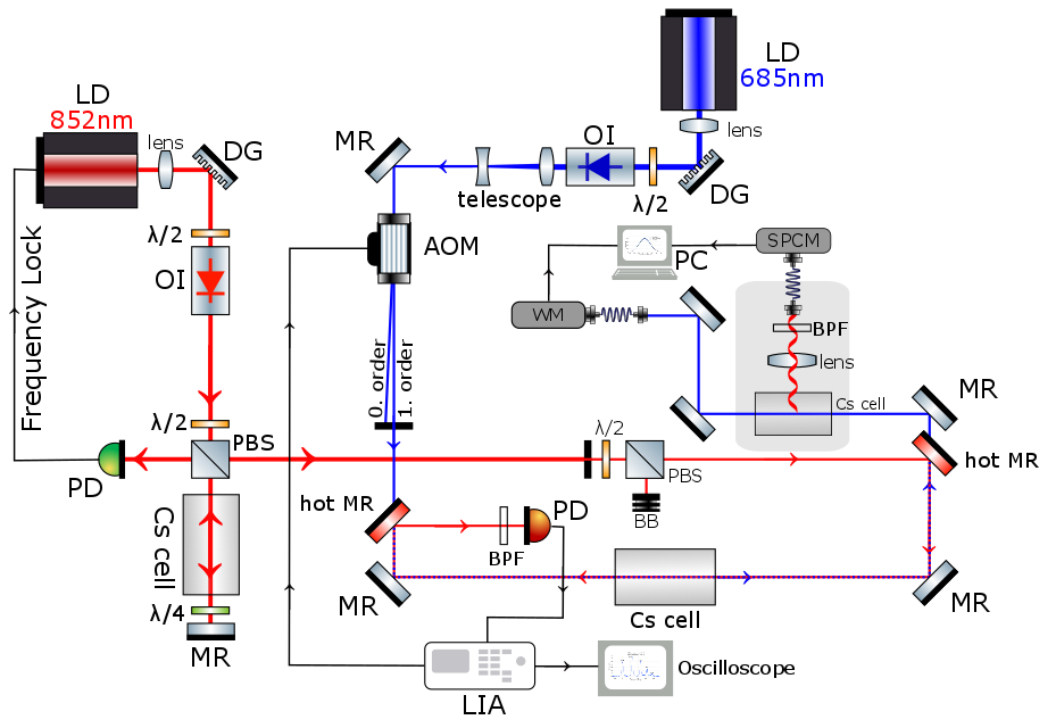 LD
685nm
lens
DG
λ/2
OI
telescope
MR
LD
852nm
lens
DG
λ/2
OI
Frequency Lock
AOM
0. order
1. order
PC
SPCM
WM
BPF
lens
Cs cell
MR
hot MR
λ/2
PBS
PD
Cs cell
λ/4
MR
λ/2
PBS
BB
hot MR
BPF
PD
MR
Cs cell
MR
LIA
Oscilloscope